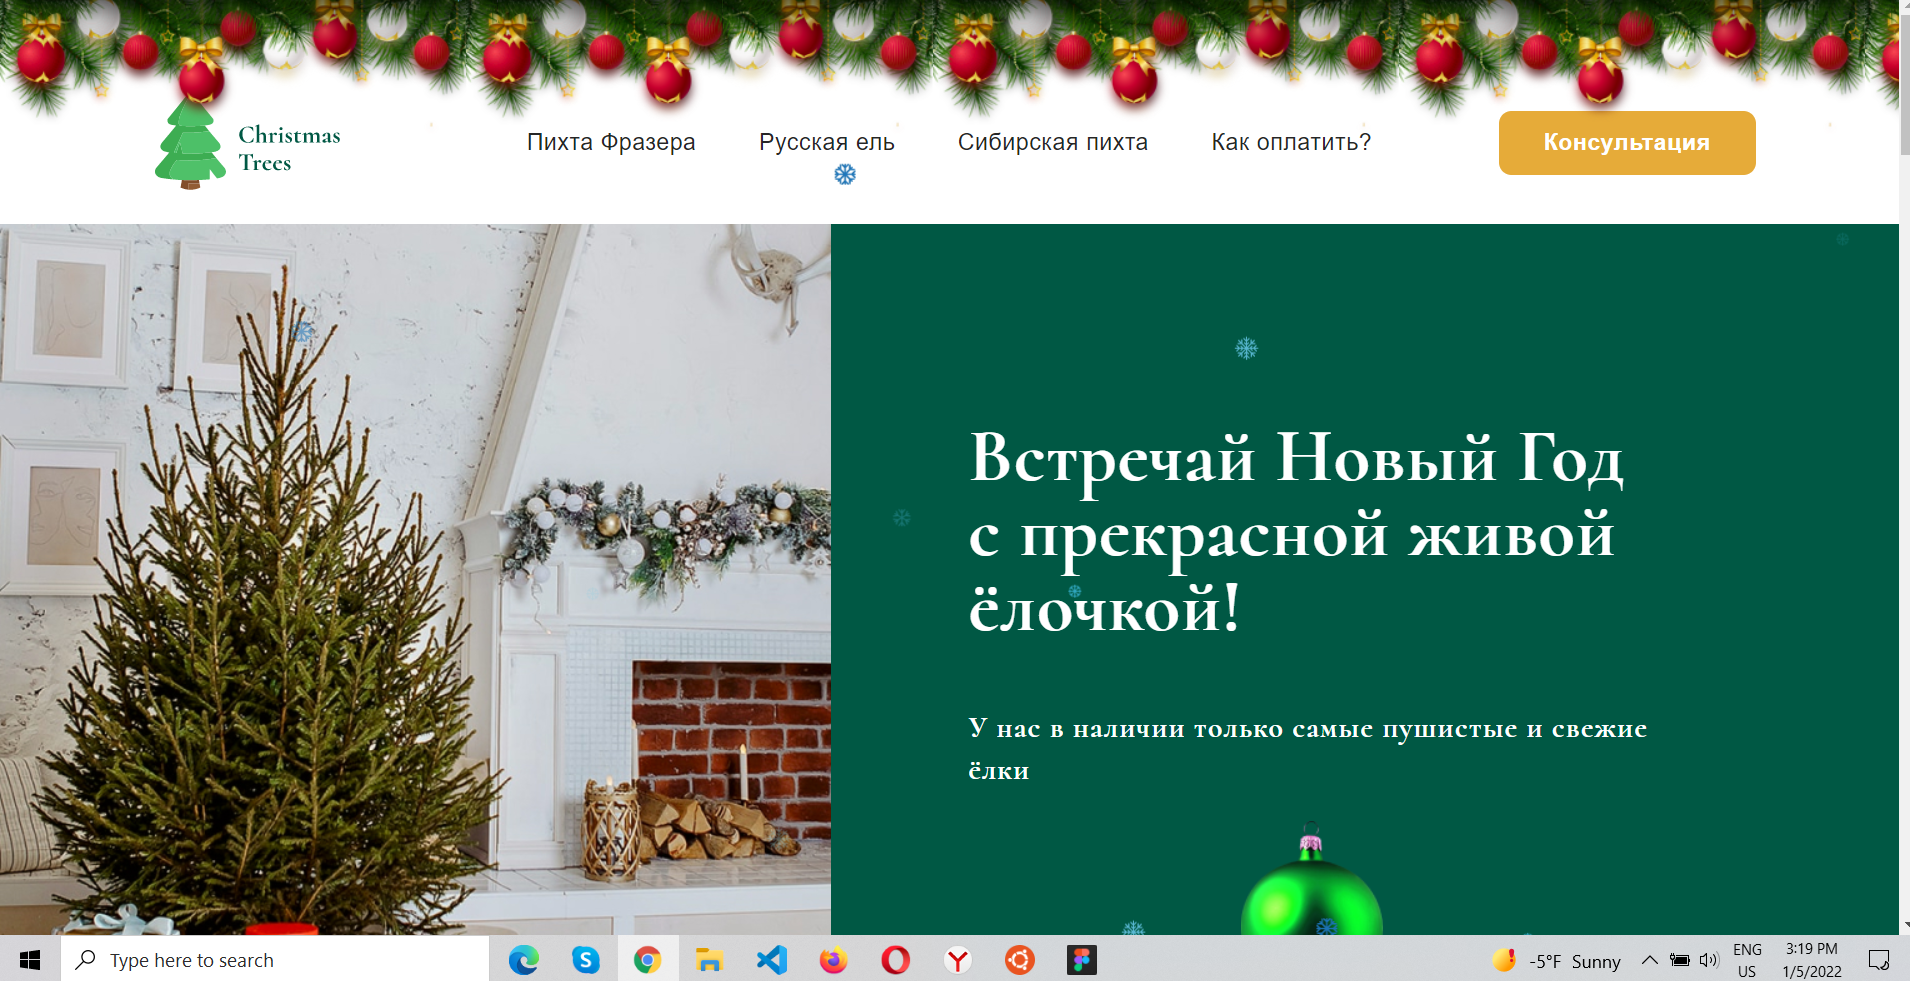 Christmas
Trees
Пихта Фразера
Русская ель
Сибирская пихта
Как оплатить?
Консультация
Встречай Новый Год
с прекрасной живой
ёлочкой!
У нас в наличии только самые пушистые и свежие
ёлки
Type here to search
-5°F Sunny
ENG
US
3:19 PM
1/5/2022